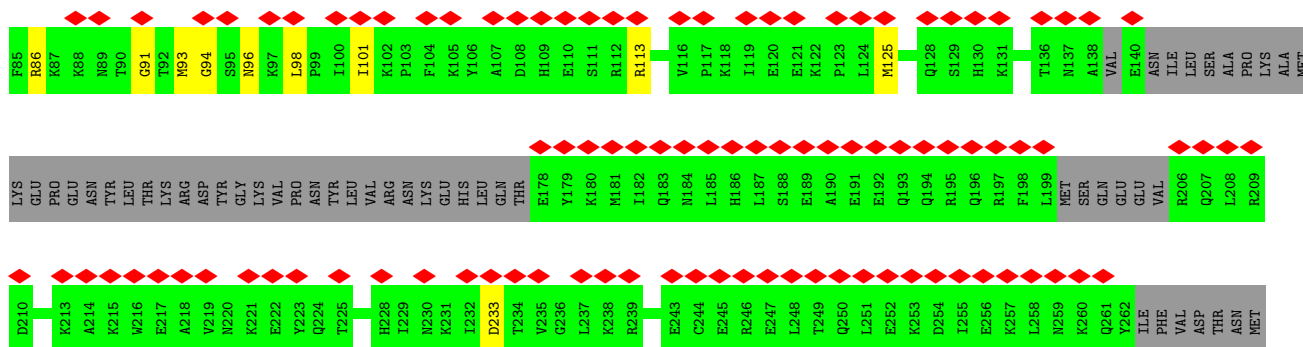 F85 R86 K87 K88 N89 T90 G91 T92 M93 G94 S95 N96 K97 L98 P99 I100 I101 K102 P103 F104 K105 Y106 A107 D108 H109 E110 S111 R112 R113 V116 P117 K118 I119 E120 E121 K122 P123 L124 M125 Q128 S129 H130 K131 T136 N137 A138 VAL E140 ASN ILE LEU SER ALA PRO LYS ALA MET
LYS GLU PRO GLU ASN TYR LEU THR LYS ARG ASP TYR GLY LYS VAL PRO ASN TYR LEU VAL ARG ASN LYS GLU HIS LEU GLN THR E178 Y179 K180 M181 I182 Q183 N184 L185 H186 L187 S188 E189 A190 E191 E192 Q193 Q194 R195 Q196 R197 F198 L199 MET SER GLN GLU GLU VAL R206 Q207 L208 R209
D210 K213 A214 K215 W216 E217 A218 V219 N220 K221 E222 Y223 Q224 T225 H228 I229 N230 K231 I232 D233 T234 V235 G236 L237 K238 R239 E243 C244 E245 R246 E247 L248 T249 Q250 L251 E252 K253 D254 I255 E256 K257 L258 N259 K260 Q261 Y262 ILE PHE VAL ASP THR ASN MET